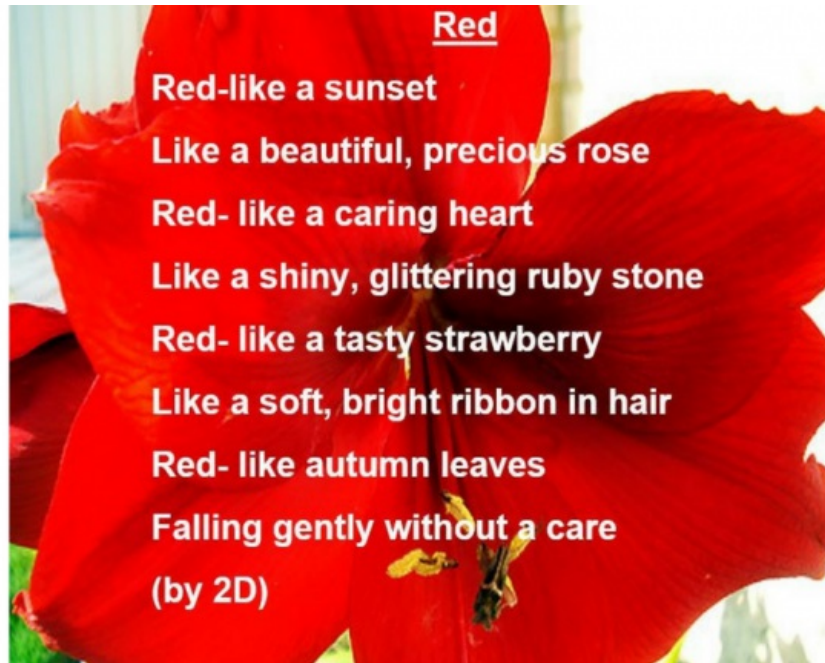 Red
Red-like a sunset
Like a beautiful, precious rose
Red- like a caring heart
Like a shiny, glittering ruby stone
Red- like a tasty strawberry
Like a soft, bright ribbon in hair
Red- like autumn leaves
Falling gently without a care
(by 2D)